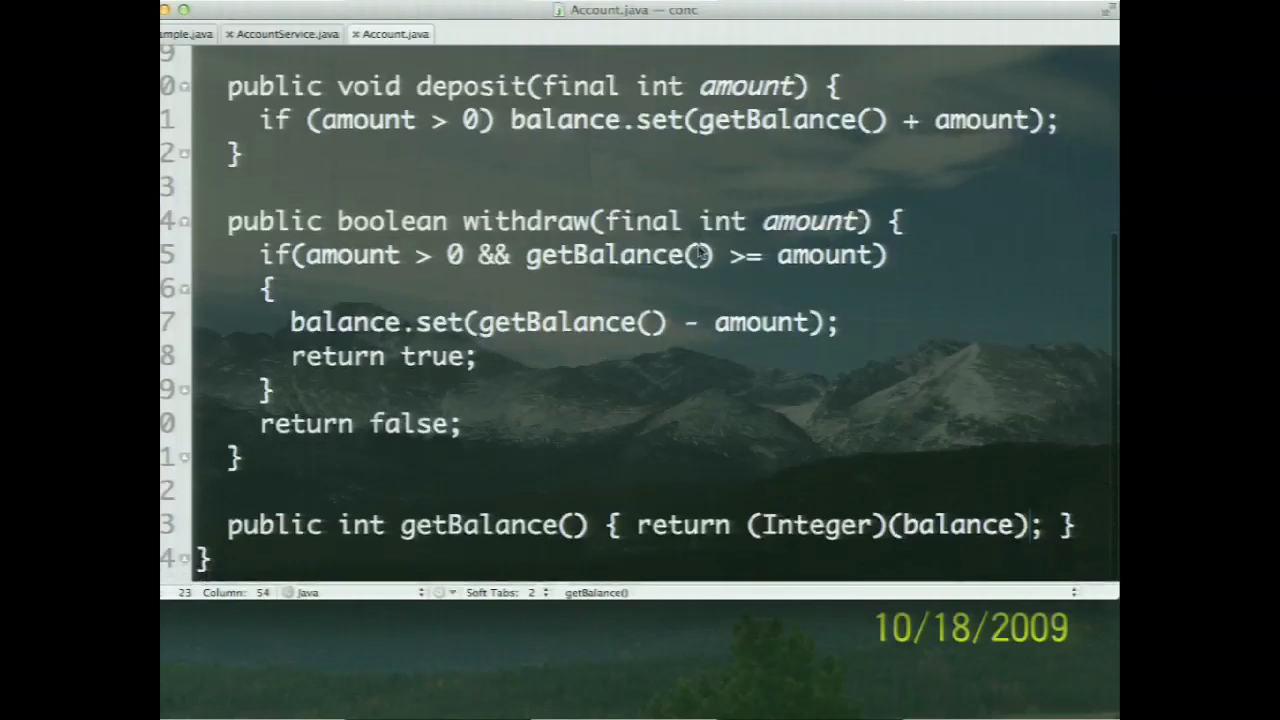 Account.java — conc
ample.java × AccountService.java × Account.java
9
0 public void deposit(final int amount) {
1 if (amount > 0) balance.set(getBalance() + amount);
2 }
3
4 public boolean withdraw(final int amount) {
5 if(amount > 0 && getBalance() >= amount)
6 {
7 balance.set(getBalance() - amount);
8 return true;
9 }
0 return false;
1 }
2
3 public int getBalance() { return (Integer)(balance); }
4 }
23 Column: 54 Java Soft Tabs: 2 getBalance()
10/18/2009